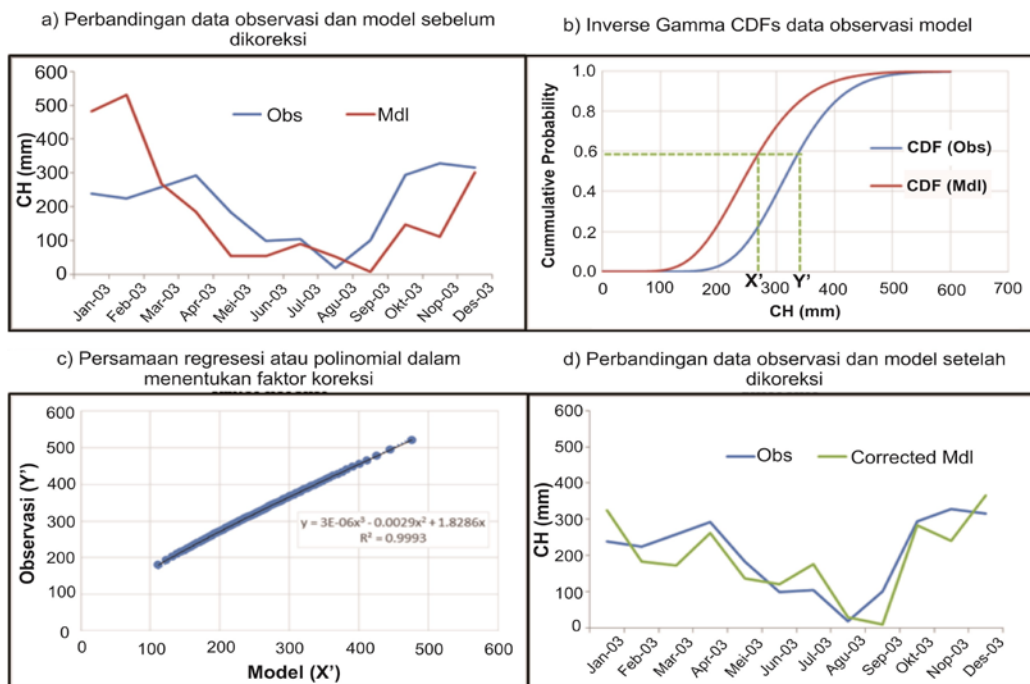 a) Perbandingan data observasi dan model sebelum
dikoreksi
600
500
400
300
200
100
0
CH (mm)
Obs
Mdl
Jan-03
Feb-03
Mar-03
Apr-03
Mei-03
Jun-03
Jul-03
Agu-03
Sep-03
Okt-03
Nop-03
Des-03
b) Inverse Gamma CDFs data observasi model
1.0
0.8
0.6
0.4
0.2
0.0
Cummulative Probability
CDF (Obs)
CDF (Mdl)
X’
Y’
0
100
200
300
400
500
600
700
CH (mm)
c) Persamaan regresesi atau polinomial dalam
menentukan faktor koreksi
600
500
400
300
200
100
0
Observasi (Y’)
y = 3E-06x³ - 0.0029x² + 1.8286x
R² = 0.9993
0
100
200
300
400
500
600
Model (X’)
d) Perbandingan data observasi dan model setelah
dikoreksi
600
500
400
300
200
100
0
CH (mm)
Obs
Corrected Mdl
Jan-03
Feb-03
Mar-03
Apr-03
Mei-03
Jun-03
Jul-03
Agu-03
Sep-03
Okt-03
Nop-03
Des-03